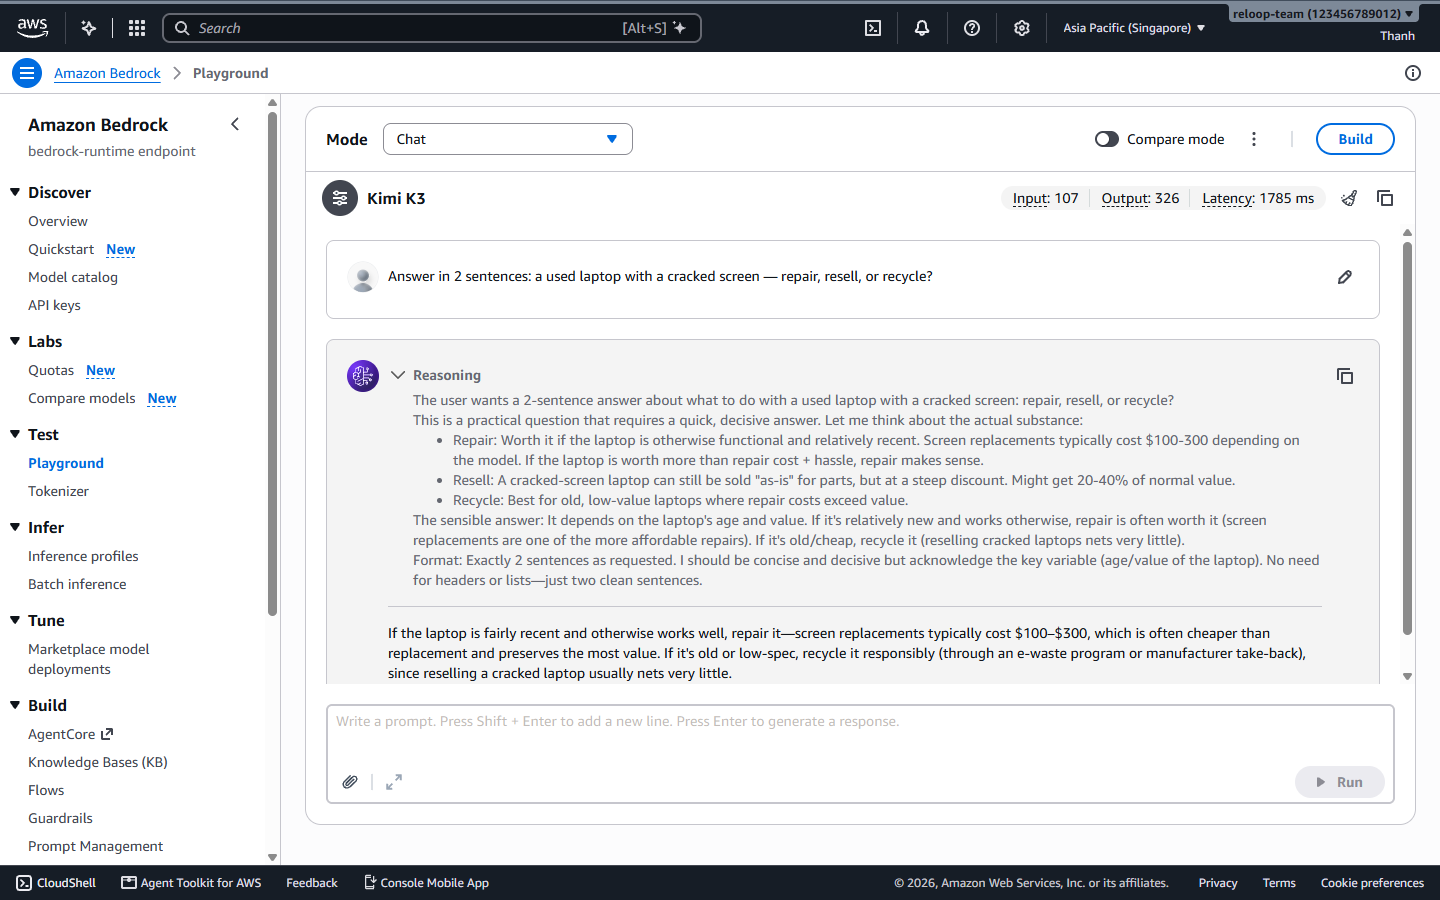 aws
Search
[Alt+S]
Asia Pacific (Singapore)
reloop-team (123456789012)
Thanh
Amazon Bedrock
Playground
Amazon Bedrock
bedrock-runtime endpoint
Discover
Overview
Quickstart New
Model catalog
API keys
Labs
Quotas New
Compare models New
Test
Playground
Tokenizer
Infer
Inference profiles
Batch inference
Tune
Marketplace model
deployments
Build
AgentCore
Knowledge Bases (KB)
Flows
Guardrails
Prompt Management
Mode
Chat
Compare mode
Build
Kimi K3
Input: 107
Output: 326
Latency: 1785 ms
Answer in 2 sentences: a used laptop with a cracked screen — repair, resell, or recycle?
Reasoning
The user wants a 2-sentence answer about what to do with a used laptop with a cracked screen: repair, resell, or recycle?
This is a practical question that requires a quick, decisive answer. Let me think about the actual substance:
• Repair: Worth it if the laptop is otherwise functional and relatively recent. Screen replacements typically cost $100-300 depending on
the model. If the laptop is worth more than repair cost + hassle, repair makes sense.
• Resell: A cracked-screen laptop can still be sold "as-is" for parts, but at a steep discount. Might get 20-40% of normal value.
• Recycle: Best for old, low-value laptops where repair costs exceed value.
The sensible answer: It depends on the laptop's age and value. If it's relatively new and works otherwise, repair is often worth it (screen
replacements are one of the more affordable repairs). If it's old/cheap, recycle it (reselling cracked laptops nets very little).
Format: Exactly 2 sentences as requested. I should be concise and decisive but acknowledge the key variable (age/value of the laptop). No need
for headers or lists—just two clean sentences.
If the laptop is fairly recent and otherwise works well, repair it—screen replacements typically cost $100–$300, which is often cheaper than
replacement and preserves the most value. If it's old or low-spec, recycle it responsibly (through an e-waste program or manufacturer take-back),
since reselling a cracked laptop usually nets very little.
Write a prompt. Press Shift + Enter to add a new line. Press Enter to generate a response.
Run
CloudShell
Agent Toolkit for AWS
Feedback
Console Mobile App
© 2026, Amazon Web Services, Inc. or its affiliates.
Privacy
Terms
Cookie preferences